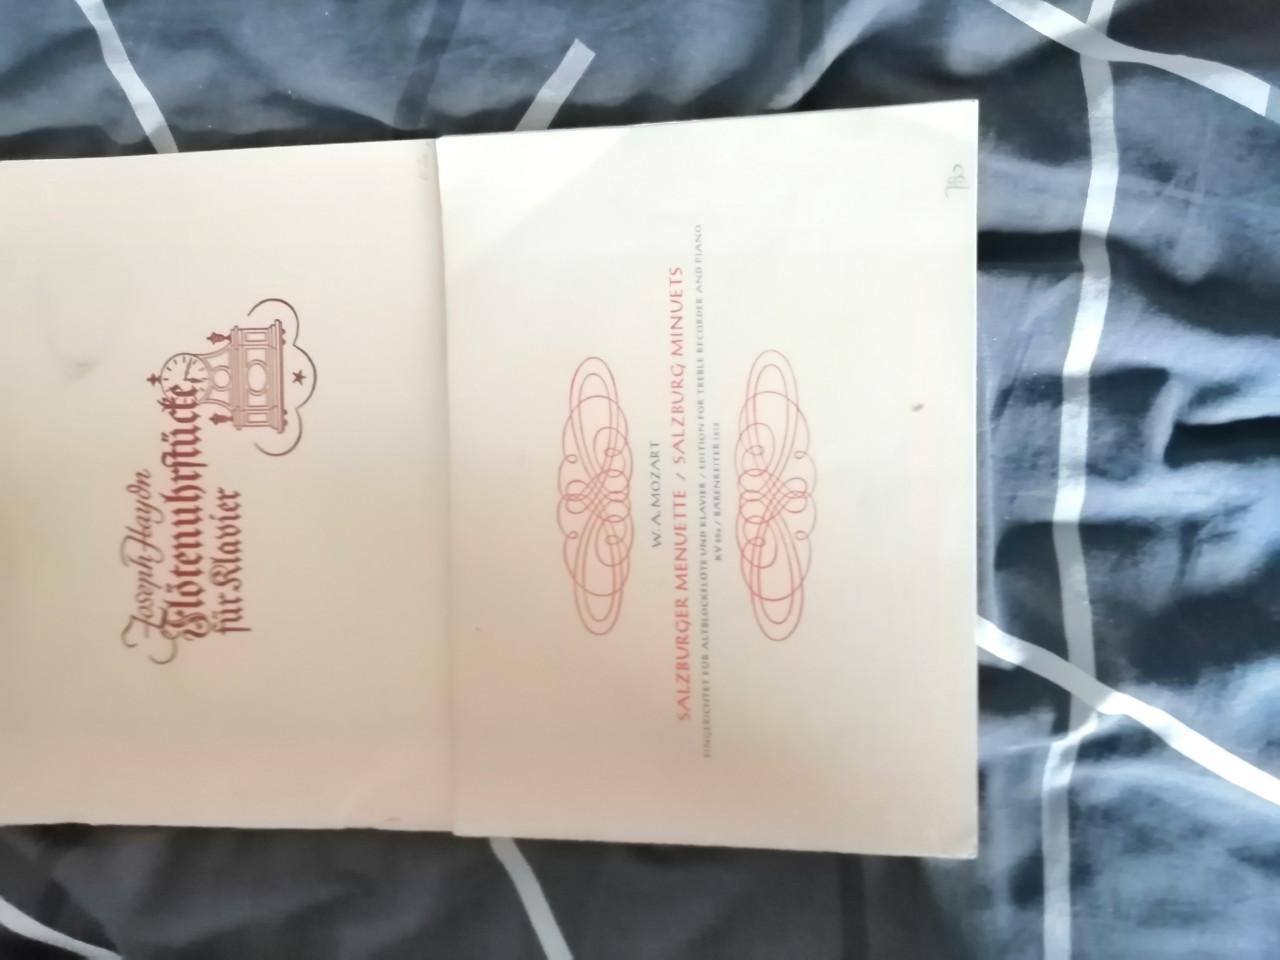 Joseph Haydn
Flötenuhrstücke
für Klavier
W. A. MOZART
SALZBURGER MENUETTE / SALZBURG MINUETS
EINGERICHTET FÜR ALTBLOCKFLÖTE UND KLAVIER / EDITION FOR TREBLE RECORDER AND PIANO
BÄRENREITER